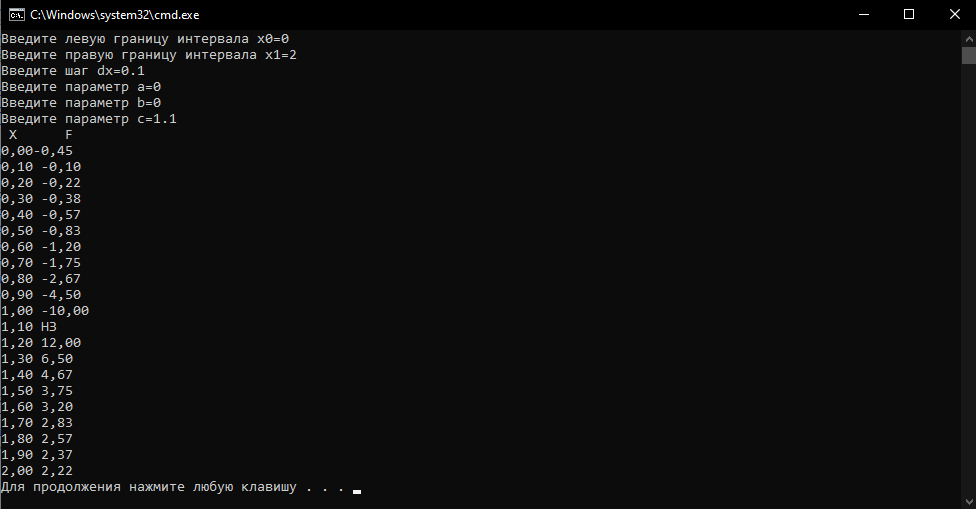 C:\Windows\system32\cmd.exe
Введите левую границу интервала x0=0
Введите правую границу интервала x1=2
Введите шаг dx=0.1
Введите параметр a=0
Введите параметр b=0
Введите параметр c=1.1
X F
0,00-0,45
0,10 -0,10
0,20 -0,22
0,30 -0,38
0,40 -0,57
0,50 -0,83
0,60 -1,20
0,70 -1,75
0,80 -2,67
0,90 -4,50
1,00 -10,00
1,10 НЗ
1,20 12,00
1,30 6,50
1,40 4,67
1,50 3,75
1,60 3,20
1,70 2,83
1,80 2,57
1,90 2,37
2,00 2,22
Для продолжения нажмите любую клавишу . . .